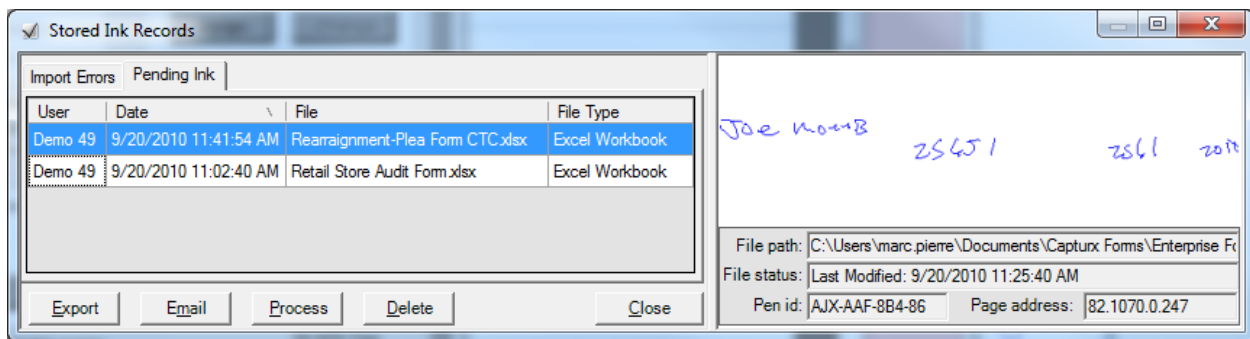 Stored Ink Records
Import Errors Pending Ink
User Date File File Type
Demo 49 9/20/2010 11:41:54 AM Rearraignment-Plea Form CTC.xlsx Excel Workbook
Demo 49 9/20/2010 11:02:40 AM Retail Store Audit Form.xlsx Excel Workbook
Export Email Process Delete Close
Joe
File path: C:\Users\marc.pierre\Documents\Capturx Forms\Enterprise Fo
File status: Last Modified: 9/20/2010 11:25:40 AM
Pen id: AJX-AAF-8B4-86 Page address: 82.1070.0.247